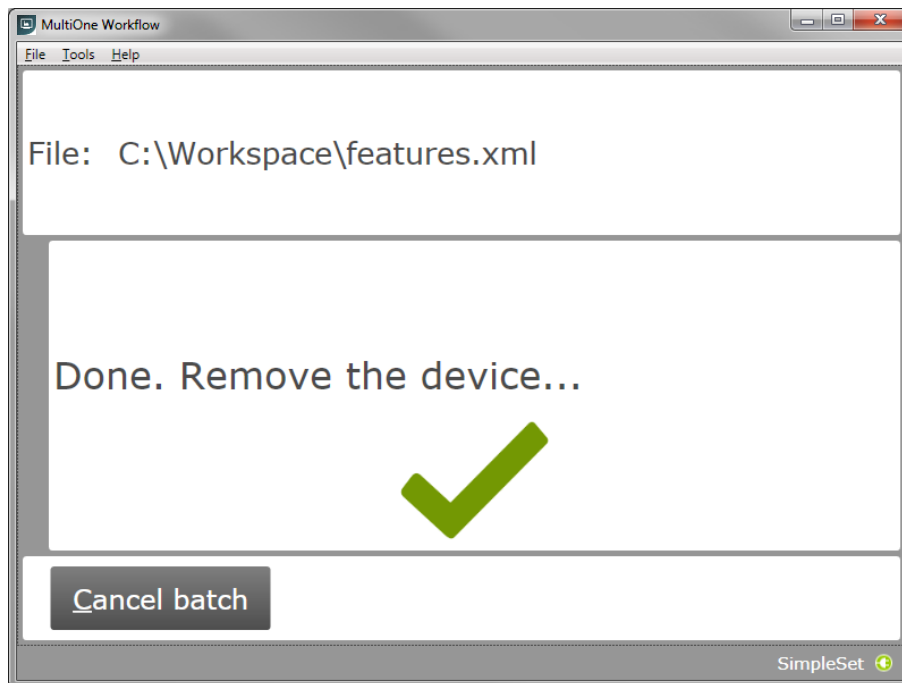 MultiOne Workflow
File Tools Help
File: C:\Workspace\features.xml
Done. Remove the device...
Cancel batch
SimpleSet